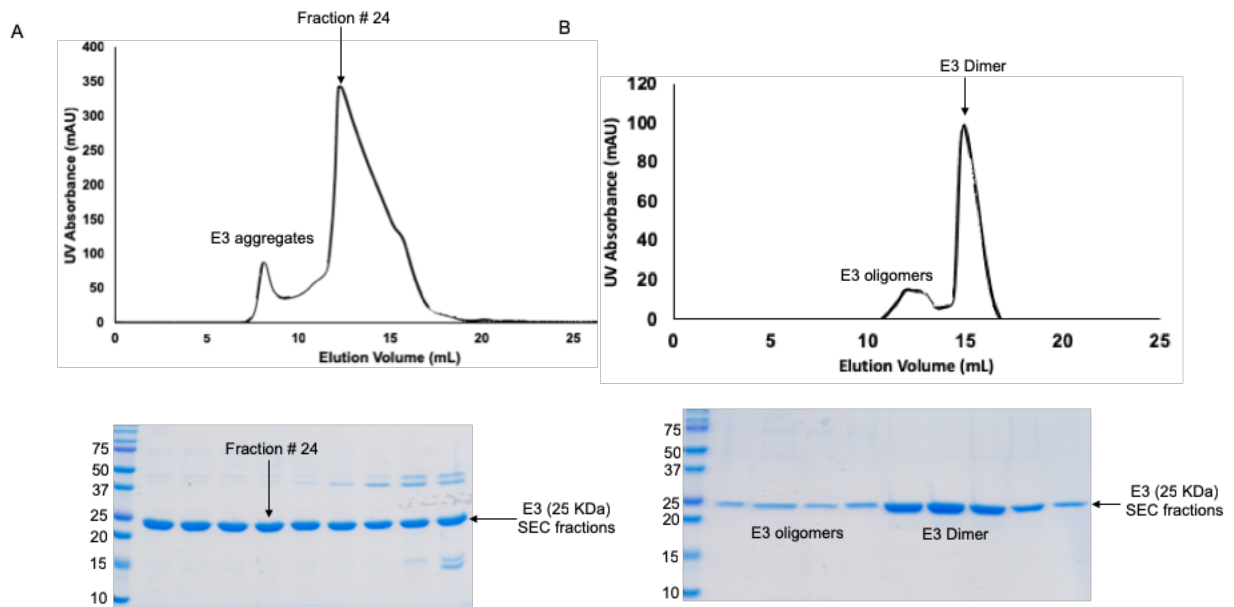 A
Fraction # 24
400
350
300
250
200
150
100
50
0
UV Absorbance (mAU)
E3 aggregates
0 5 10 15 20 25
Elution Volume (mL)
B
E3 Dimer
120
100
80
60
40
20
0
UV Absorbance (mAU)
E3 oligomers
0 5 10 15 20 25
Elution Volume (mL)
75
50
37
25
20
15
10
Fraction # 24
E3 (25 KDa)
SEC fractions
75
50
37
25
20
15
10
E3 oligomers
E3 Dimer
E3 (25 KDa)
SEC fractions